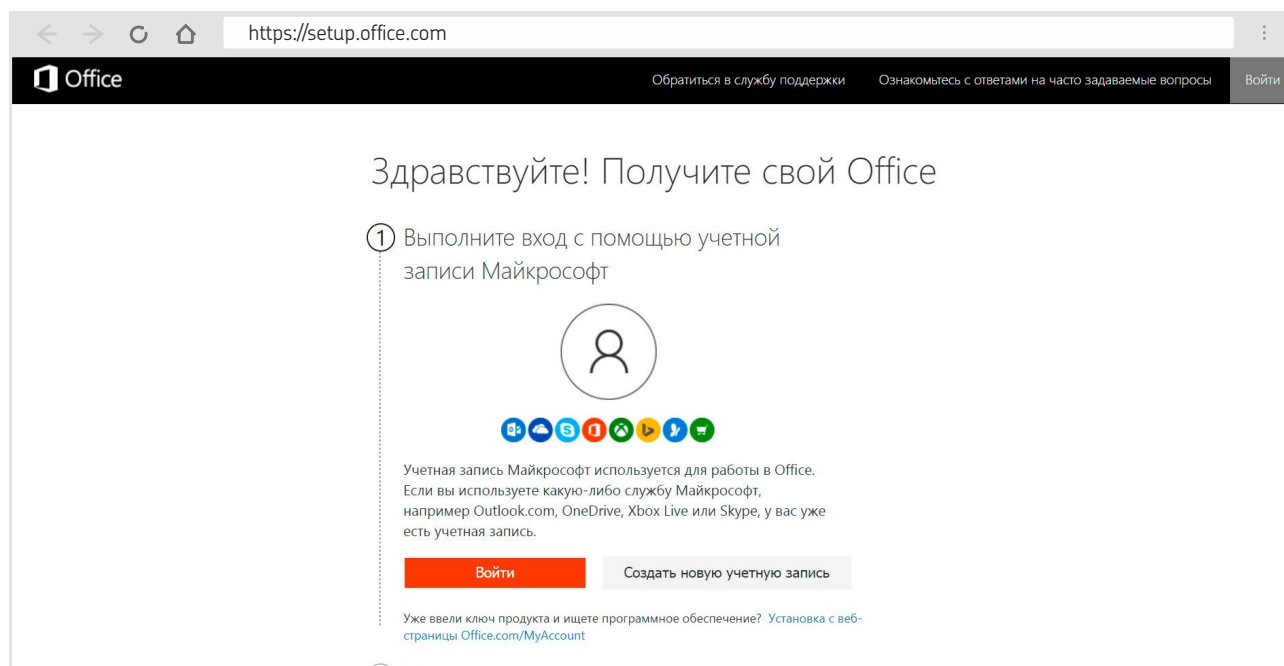 https://setup.office.com
Office
Обратиться в службу поддержки
Ознакомьтесь с ответами на часто задаваемые вопросы
Войти
Здравствуйте! Получите свой Office
1 Выполните вход с помощью учетной
записи Майкрософт
Учетная запись Майкрософт используется для работы в Office.
Если вы используете какую-либо службу Майкрософт,
например Outlook.com, OneDrive, Xbox Live или Skype, у вас уже
есть учетная запись.
Войти
Создать новую учетную запись
Уже ввели ключ продукта и ищете программное обеспечение? Установка с веб-
страницы Office.com/MyAccount